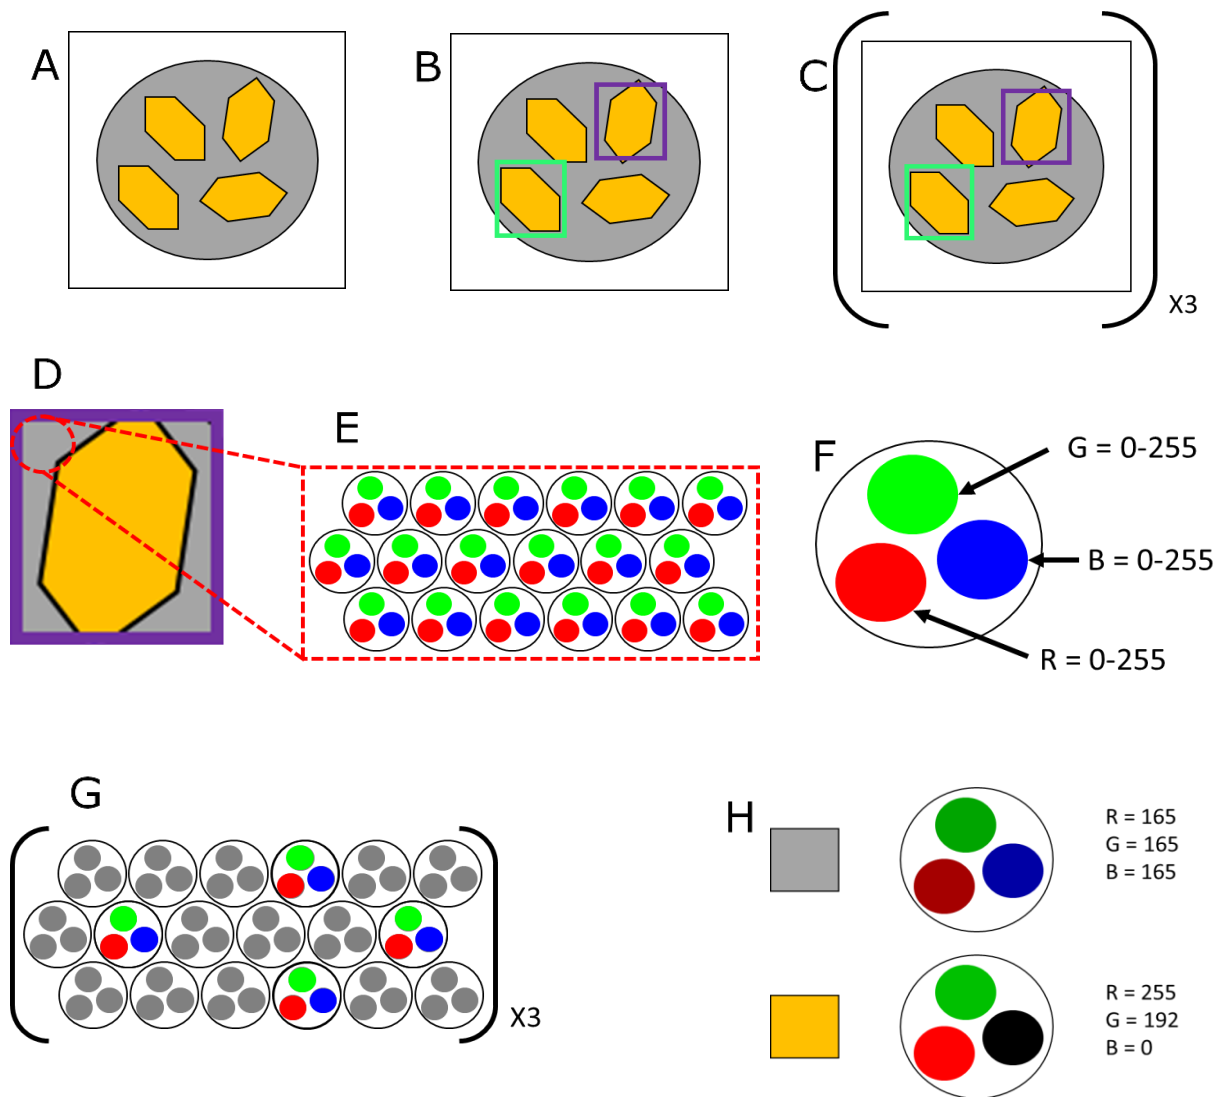 A
B
C
X3
D
E
F
G = 0-255
B = 0-255
R = 0-255
G
X3
H
R = 165
G = 165
B = 165
R = 255
G = 192
B = 0